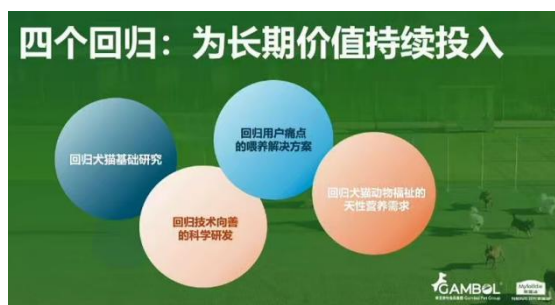 四个回归：为长期价值持续投入
回归犬猫基础研究
回归技术向善
的科学研发
回归用户痛点
的喂养解决方案
回归犬猫动物福祉的
天性营养需求
GAMBOL